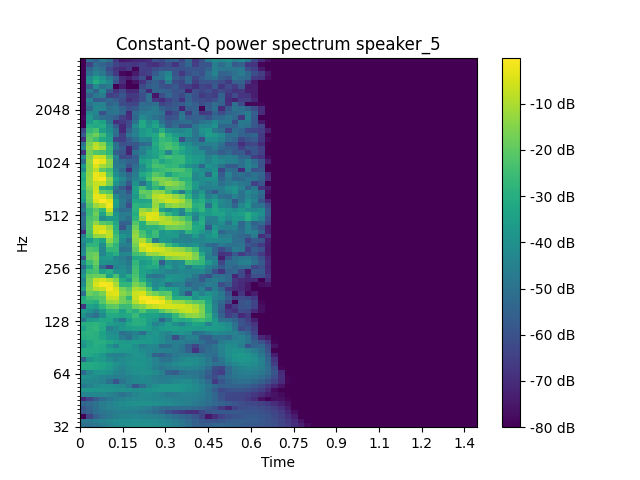 Constant-Q power spectrum speaker_5
Hz
2048
1024
512
256
128
64
32
0 0.15 0.3 0.45 0.6 0.75 0.9 1.1 1.2 1.4
Time
-10 dB
-20 dB
-30 dB
-40 dB
-50 dB
-60 dB
-70 dB
-80 dB